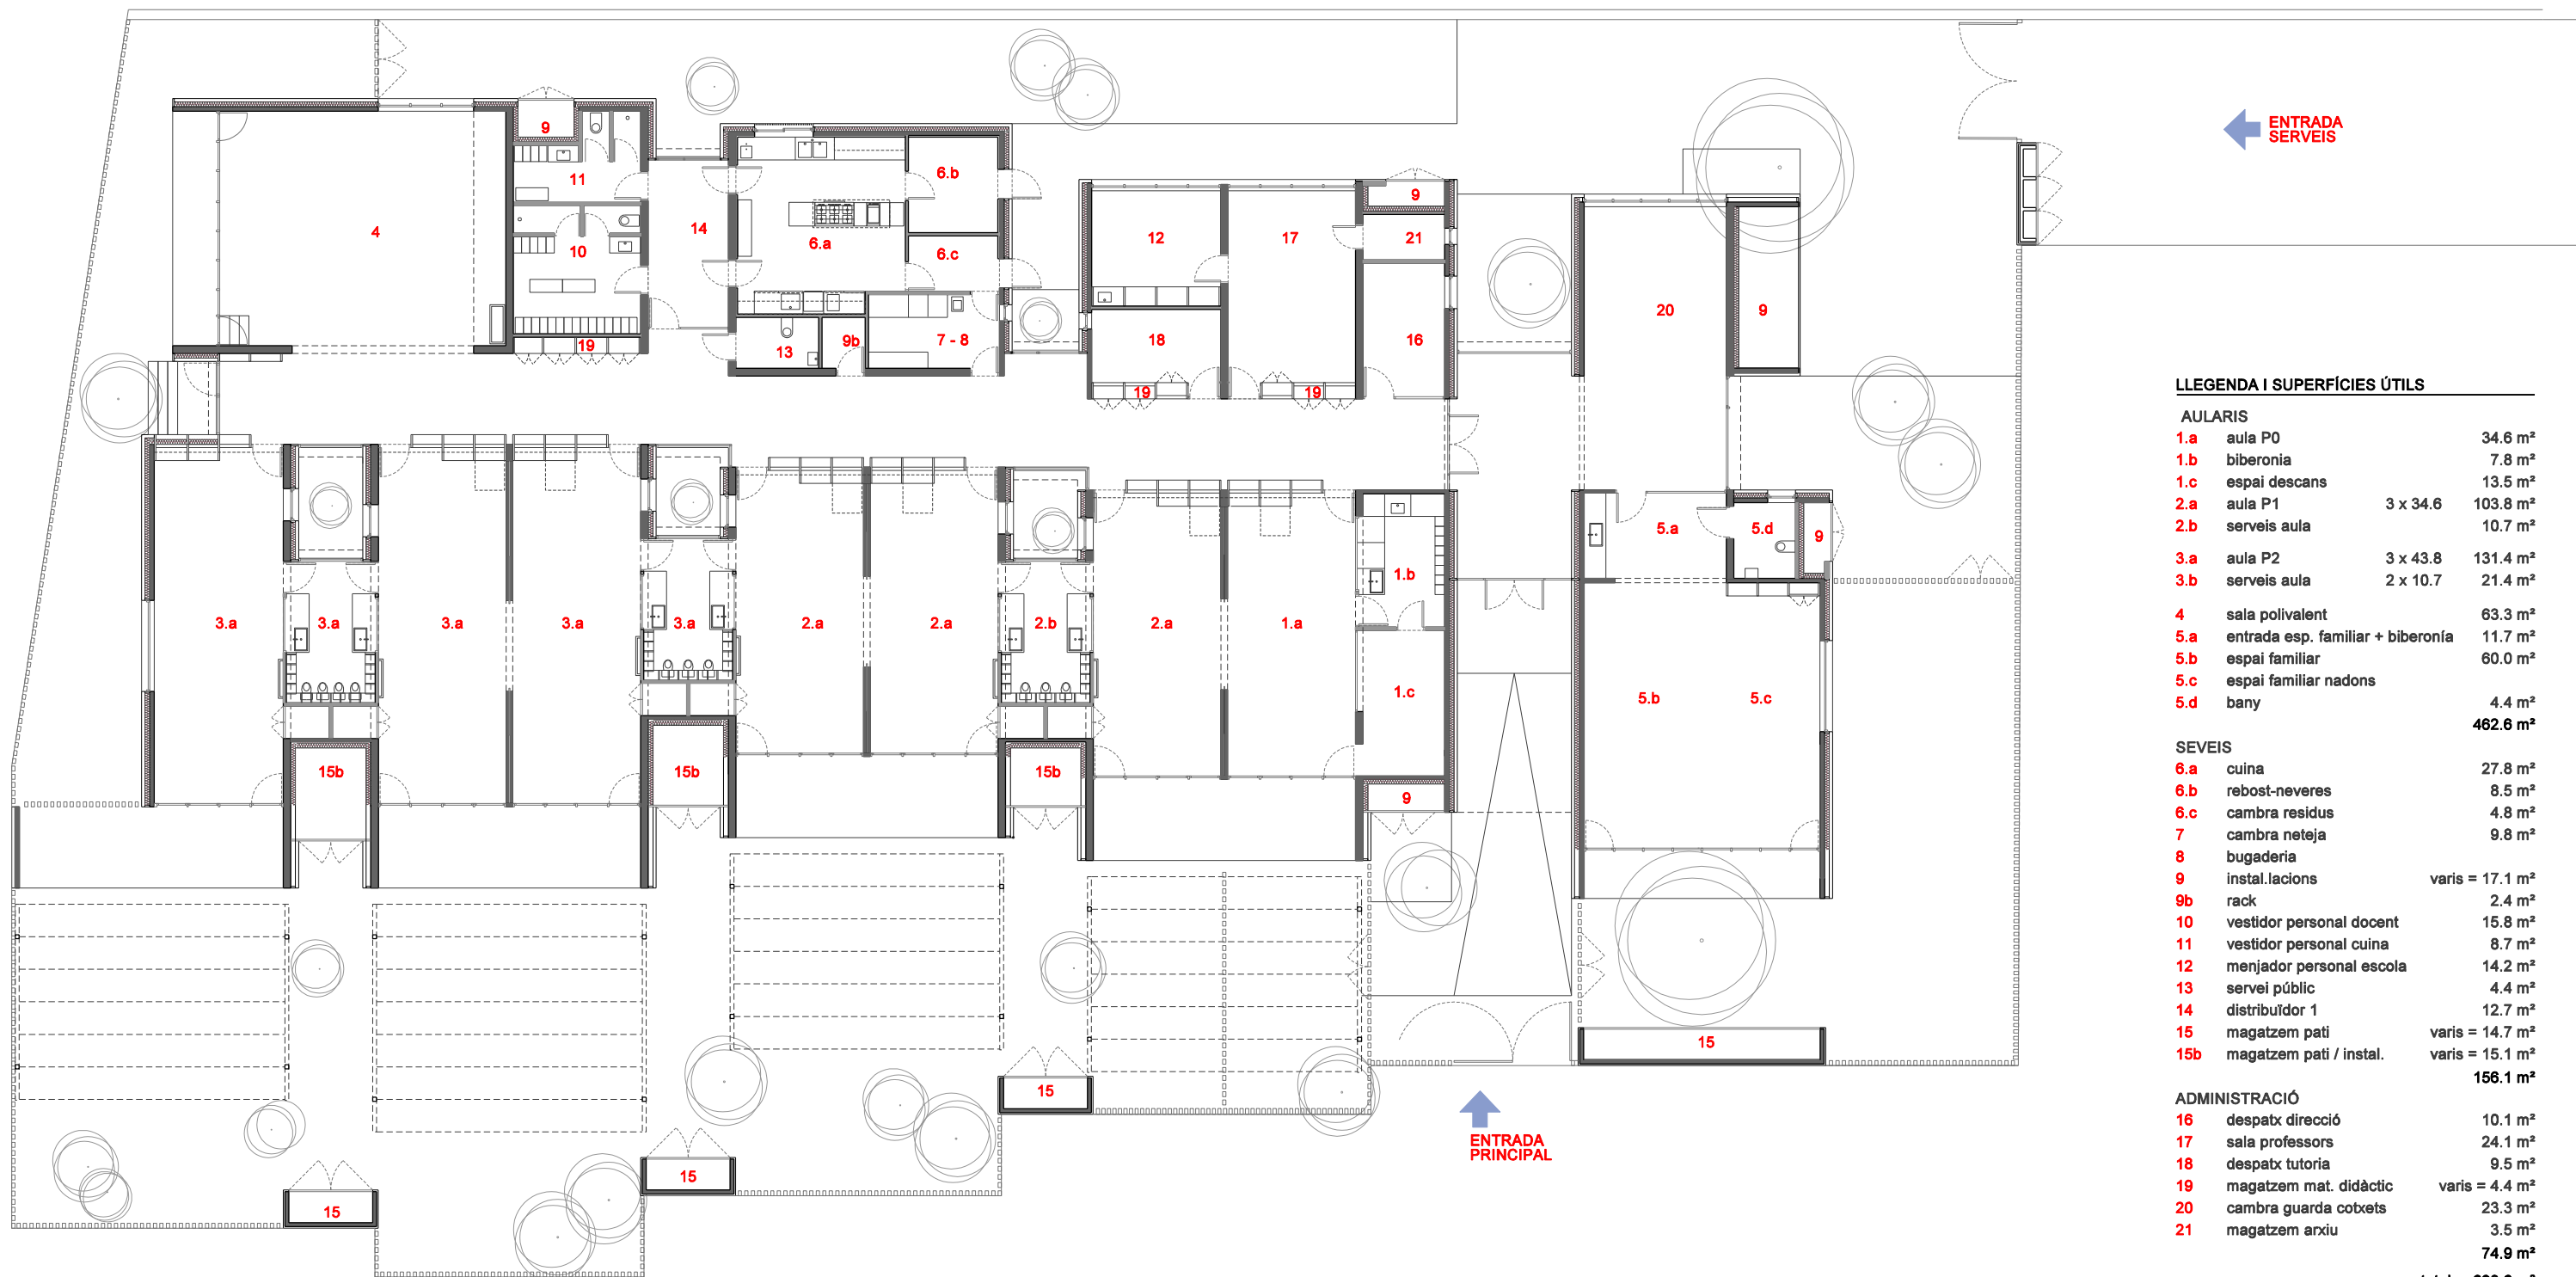 ENTRADA
SERVEIS
9
11
10
19
4
14
6.a
6.b
6.c
13
9b
7 - 8
12
17
9
21
18
16
19
19
20
9
3.a
3.a
3.a
3.a
3.a
2.a
2.a
2.b
2.a
1.a
1.b
1.c
5.a
5.d
9
5.b
5.c
15b
15b
15b
9
15
15
15
15
ENTRADA
PRINCIPAL
LLEGENDA I SUPERFÍCIES ÚTILS
AULARIS
1.a aula P0 34.6 m²
1.b biberonia 7.8 m²
1.c espai descans 13.5 m²
2.a aula P1 3 x 34.6 103.8 m²
2.b serveis aula 10.7 m²
3.a aula P2 3 x 43.8 131.4 m²
3.b serveis aula 2 x 10.7 21.4 m²
4 sala polivalent 63.3 m²
5.a entrada esp. familiar + biberonía 11.7 m²
5.b espai familiar 60.0 m²
5.c espai familiar nadons
5.d bany 4.4 m²
462.6 m²
SEVEIS
6.a cuina 27.8 m²
6.b rebost-neveres 8.5 m²
6.c cambra residus 4.8 m²
7 cambra neteja 9.8 m²
8 bugaderia
9 instal.lacions varis = 17.1 m²
9b rack 2.4 m²
10 vestidor personal docent 15.8 m²
11 vestidor personal cuina 8.7 m²
12 menjador personal escola 14.2 m²
13 servei públic 4.4 m²
14 distribuïdor 1 12.7 m²
15 magatzem pati varis = 14.7 m²
15b magatzem pati / instal. varis = 15.1 m²
156.1 m²
ADMINISTRACIÓ
16 despatx direcció 10.1 m²
17 sala professors 24.1 m²
18 despatx tutoria 9.5 m²
19 magatzem mat. didàctic varis = 4.4 m²
20 cambra guarda cotxets 23.3 m²
21 magatzem arxiu 3.5 m²
74.9 m²